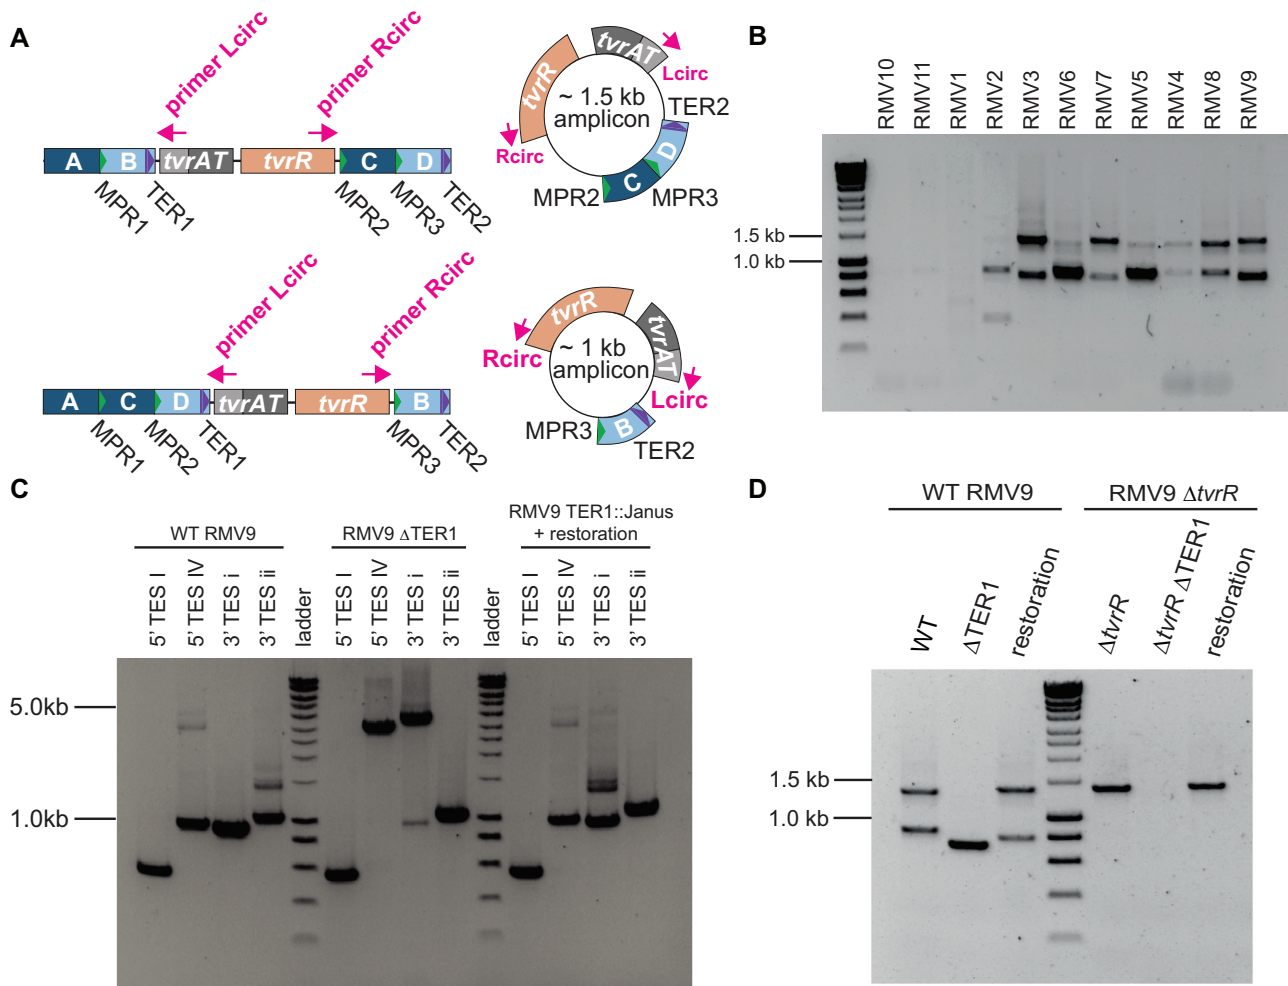 A
primer Lcirc
primer Rcirc
A B tvrAT tvrR C D
MPR1 TER1 MPR2 MPR3 TER2
tvrR
tvrAT
Lcirc
~ 1.5 kb
amplicon
TER2
Rcirc
D
C
MPR2
MPR3
primer Lcirc
primer Rcirc
A C D tvrAT tvrR B
MPR1 MPR2 TER1 MPR3 TER2
tvrR
tvrAT
Rcirc
~ 1 kb
amplicon
Lcirc
MPR3
B
TER2
B
RMV10 RMV11 RMV1 RMV2 RMV3 RMV6 RMV7 RMV5 RMV4 RMV8 RMV9
1.5 kb
1.0 kb
C
WT RMV9
RMV9 ΔTER1
RMV9 TER1::Janus
+ restoration
5' TES I 5' TES IV 3' TES i 3' TES ii ladder 5' TES I 5' TES IV 3' TES i 3' TES ii ladder 5' TES I 5' TES IV 3' TES i 3' TES ii
5.0kb
1.0kb
D
WT RMV9
RMV9 ΔtvrR
WT ΔTER1 restoration ΔtvrR ΔtvrR ΔTER1 restoration
1.5 kb
1.0 kb